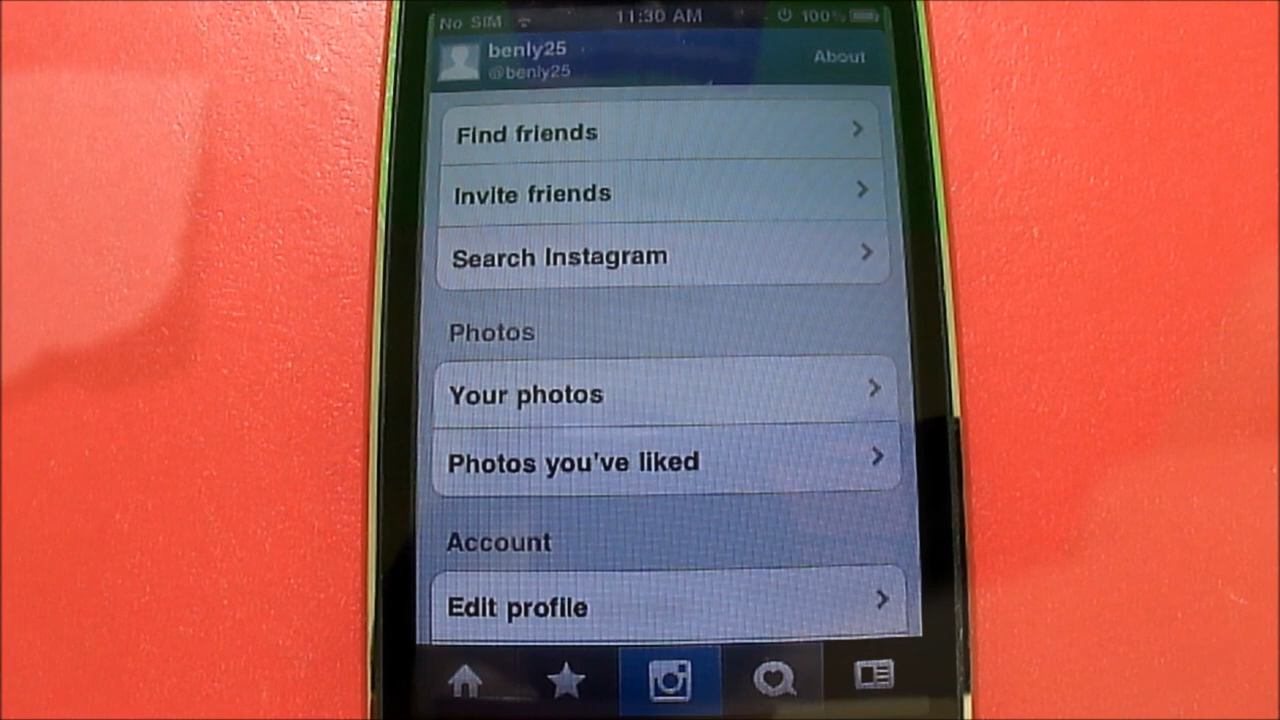 No SIM 11:30 AM 100%
benly25
@benly25
About
Find friends
Invite friends
Search Instagram
Photos
Your photos
Photos you've liked
Account
Edit profile